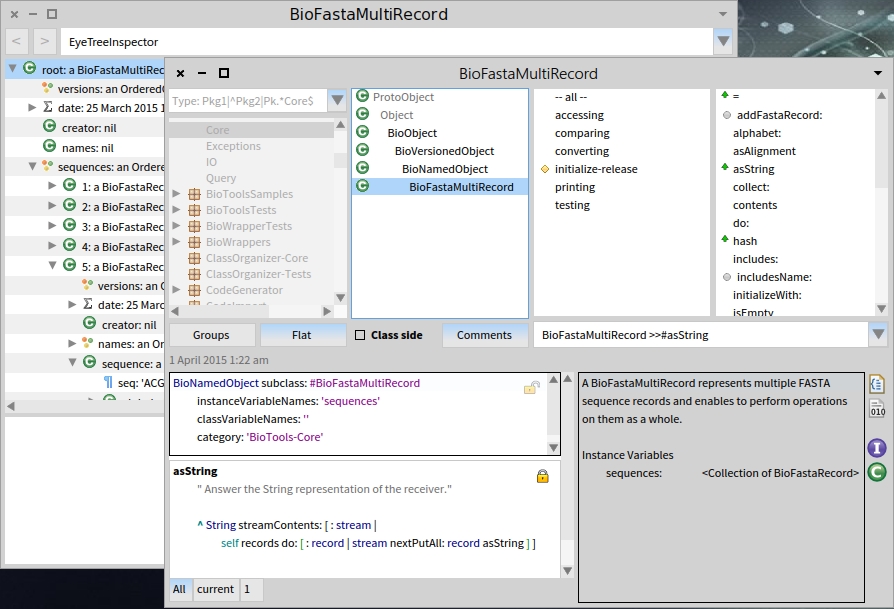 BioFastaMultiRecord
EyeTreeInspector
root: a BioFastaMultiRec
versions: an Ordered
date: 25 March 2015 1
creator: nil
names: nil
sequences: an Ordere
1: a BioFastaRec
2: a BioFastaRec
3: a BioFastaRec
4: a BioFastaRec
5: a BioFastaRec
versions: an O
date: 25 Marc
creator: nil
names: an Or
sequence: a
seq: 'ACG
BioFastaMultiRecord
Type: Pkg1|^Pkg2|Pk.*Core$
Core
Exceptions
IO
Query
BioToolsSamples
BioToolsTests
BioWrapperTests
BioWrappers
ClassOrganizer-Core
ClassOrganizer-Tests
CodeGenerator
CodeImport
ProtoObject
Object
BioObject
BioVersionedObject
BioNamedObject
BioFastaMultiRecord
-- all --
accessing
comparing
converting
initialize-release
printing
testing
=
addFastaRecord:
alphabet:
asAlignment
asString
collect:
contents
do:
hash
includes:
includesName:
initializeWith:
isEmpty
Groups
Flat
Class side
Comments
BioFastaMultiRecord >>#asString
1 April 2015 1:22 am
BioNamedObject subclass: #BioFastaMultiRecord
instanceVariableNames: 'sequences'
classVariableNames: ''
category: 'BioTools-Core'
asString
" Answer the String representation of the receiver."
^ String streamContents: [ : stream |
self records do: [ : record | stream nextPutAll: record asString ] ]
All current 1
A BioFastaMultiRecord represents multiple FASTA
sequence records and enables to perform operations
on them as a whole.
Instance Variables
sequences: <Collection of BioFastaRecord>
010
I
C